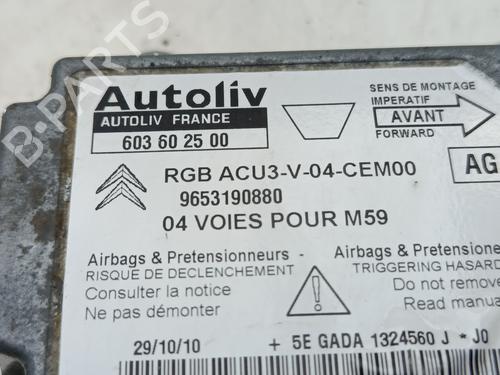 Autoliv
AUTOLIV FRANCE
603 60 25 00
SENS DE MONTAGE
IMPERATIF
AVANT
FORWARD
RGB ACU3-V-04-CEM00
AG
9653190880
04 VOIES POUR M59
Airbags & Pretensionneurs -
RISQUE DE DECLENCHEMENT
Consulter la notice
Ne pas démonter
Airbags & Pretensione
TRIGGERING HASARD
Do not remove
Read manua
29/10/10
+ 5E GADA 1324560 J * J0
B-PARTS